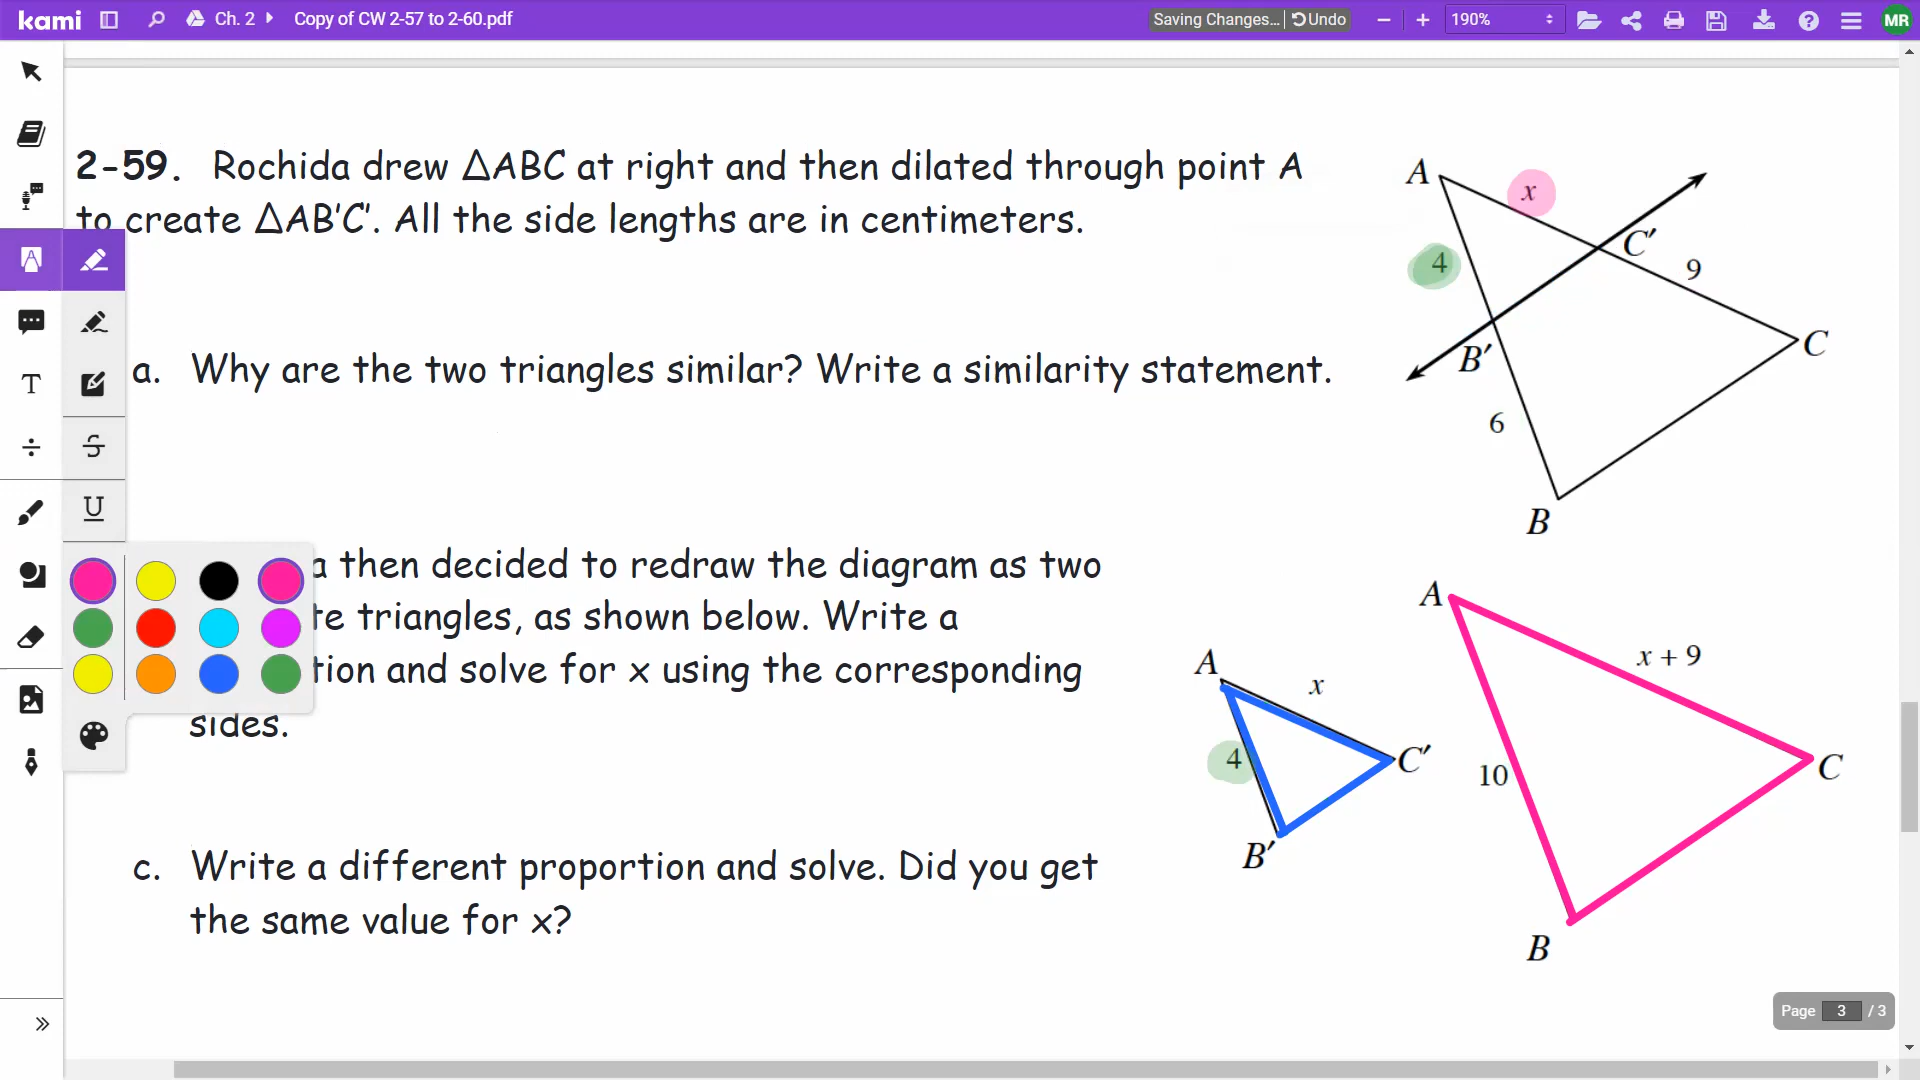 kami
Ch. 2
Copy of CW 2-57 to 2-60.pdf
Saving Changes...
Undo
190%
MR
2-59. Rochida drew ΔABC at right and then dilated through point A
to create ΔAB'C'. All the side lengths are in centimeters.
a. Why are the two triangles similar? Write a similarity statement.
a then decided to redraw the diagram as two
te triangles, as shown below. Write a
tion and solve for x using the corresponding
sides.
c. Write a different proportion and solve. Did you get
the same value for x?
A
x
4
C'
9
B'
C
6
B
A
x
4
C'
B'
A
x + 9
10
C
B
T
÷
S
U
Page 3 / 3